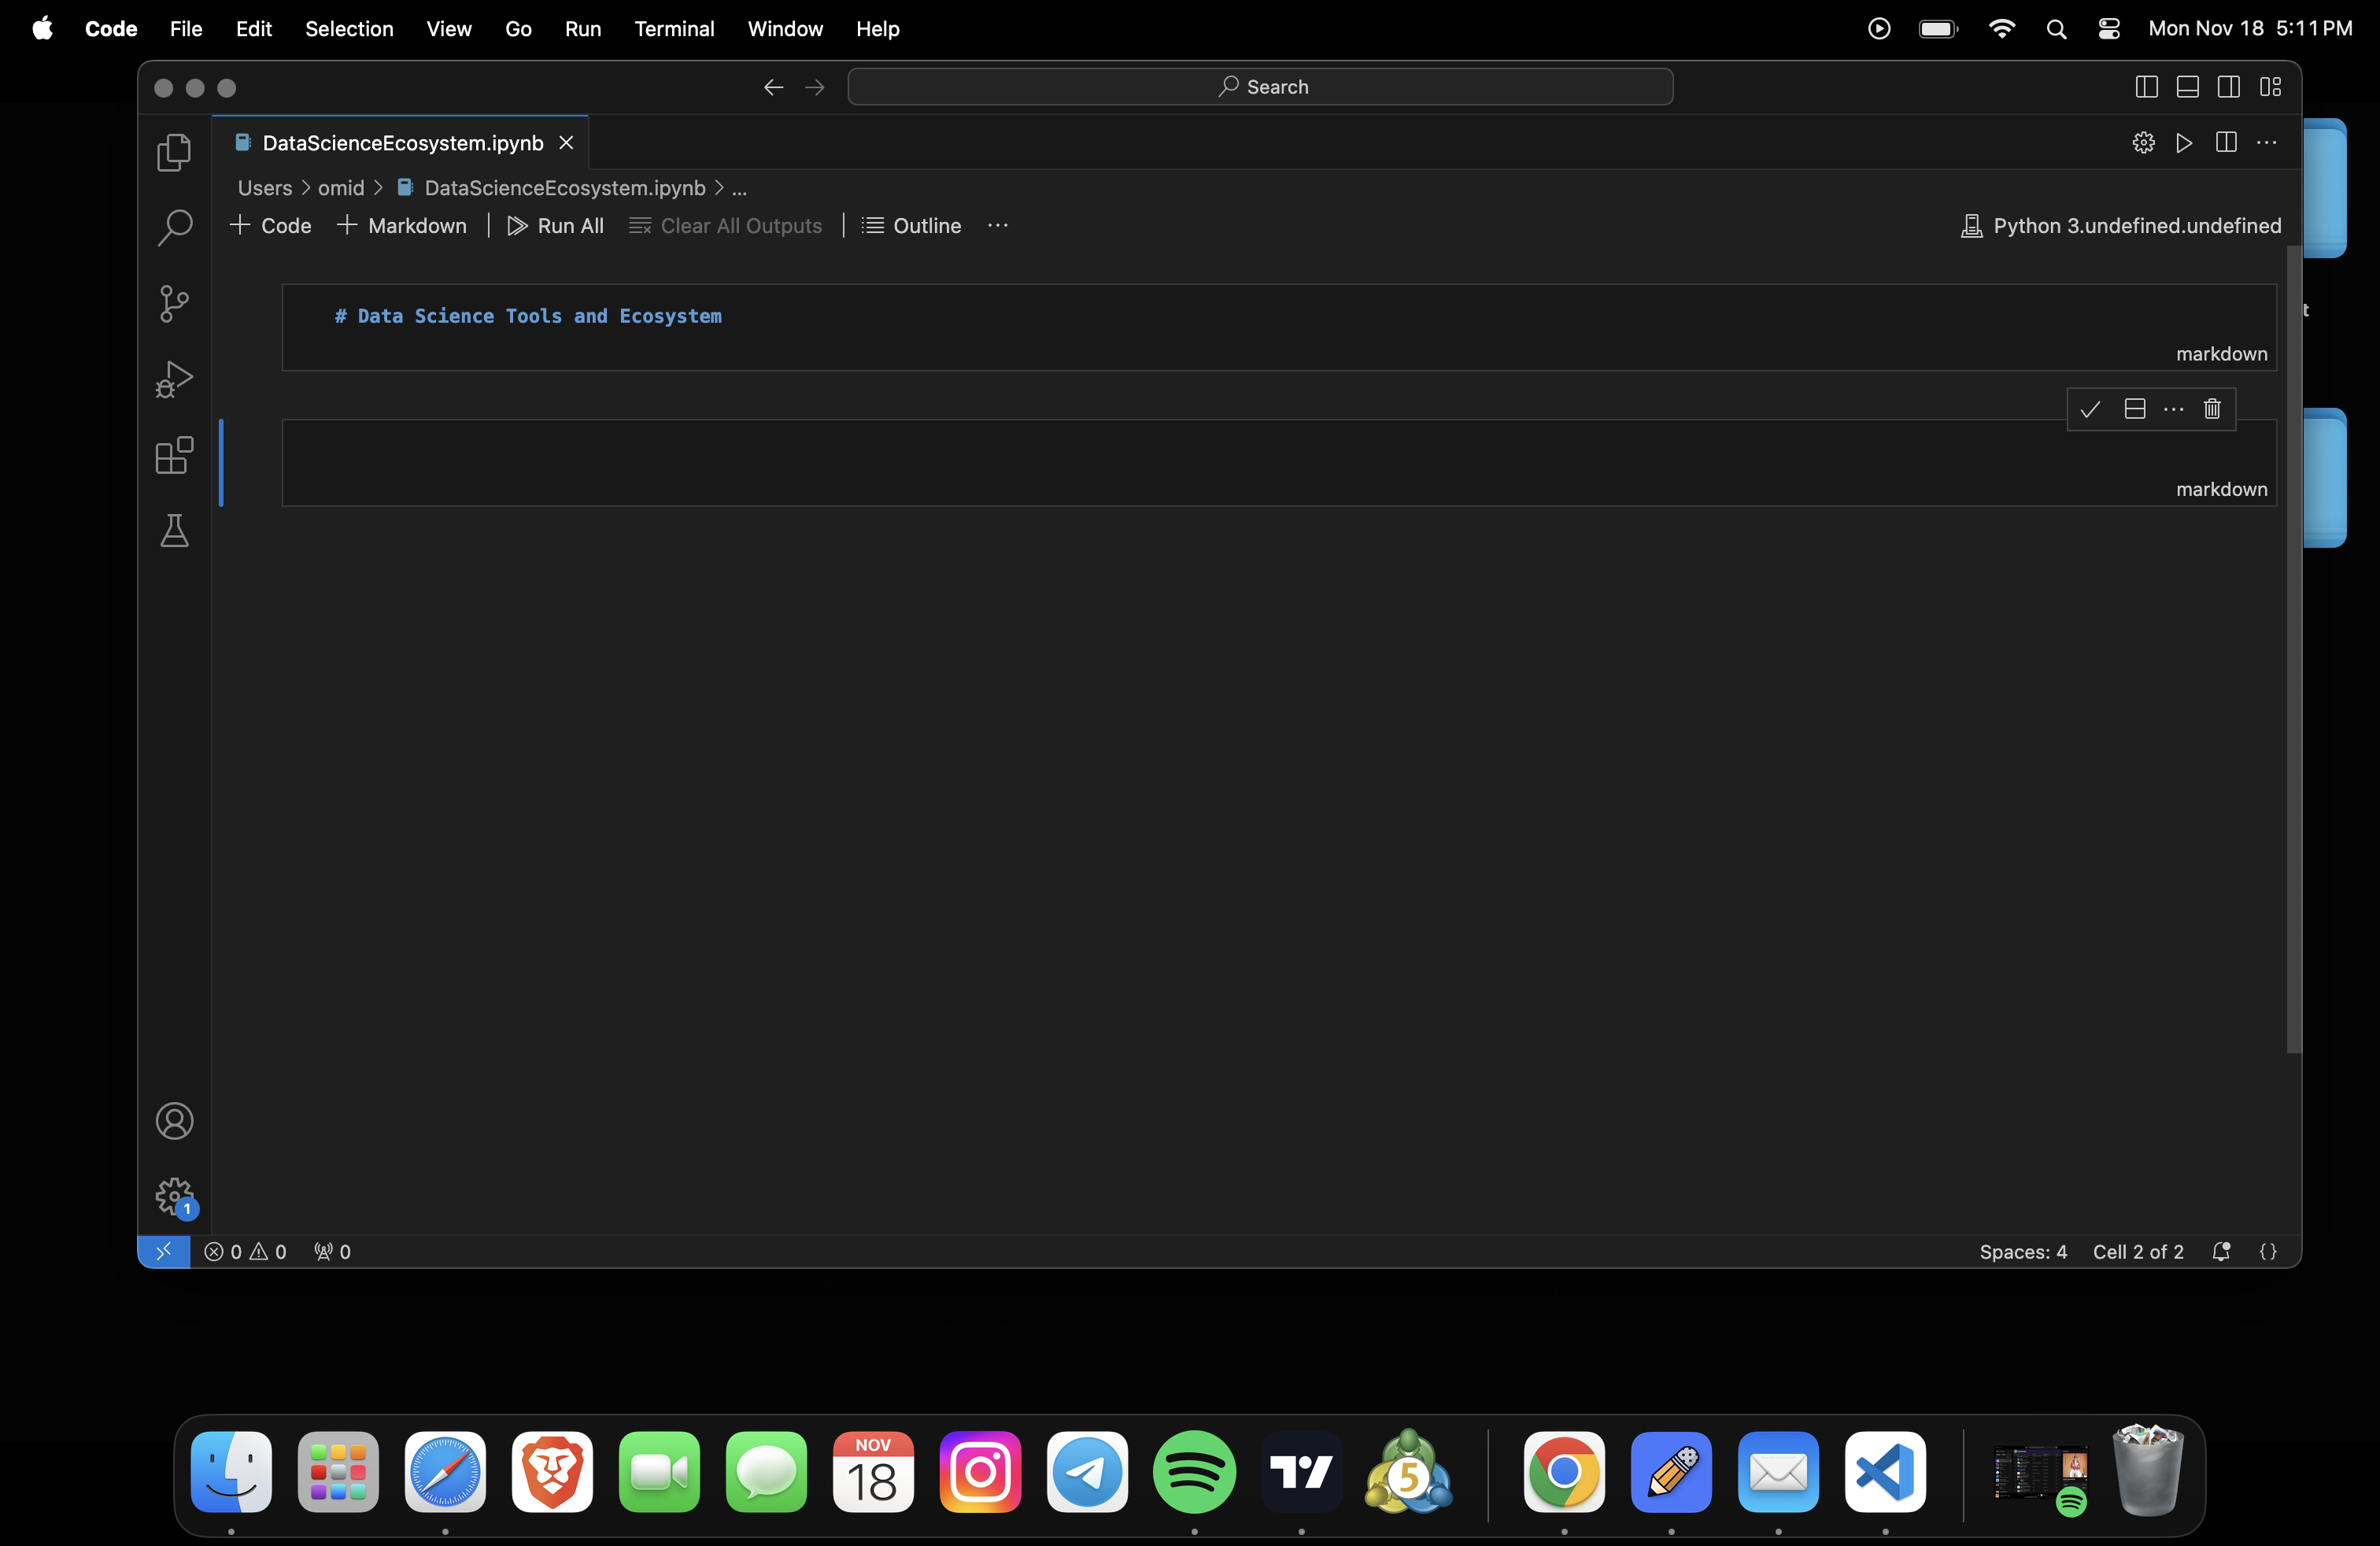 Code File Edit Selection View Go Run Terminal Window Help Mon Nov 18 5:11 PM
Search
DataScienceEcosystem.ipynb
Users > omid > DataScienceEcosystem.ipynb > ...
+ Code + Markdown | Run All Clear All Outputs | Outline ... Python 3.undefined.undefined
# Data Science Tools and Ecosystem
t
markdown
markdown
1
0 0 0 Spaces: 4 Cell 2 of 2 {}
NOV
18
5